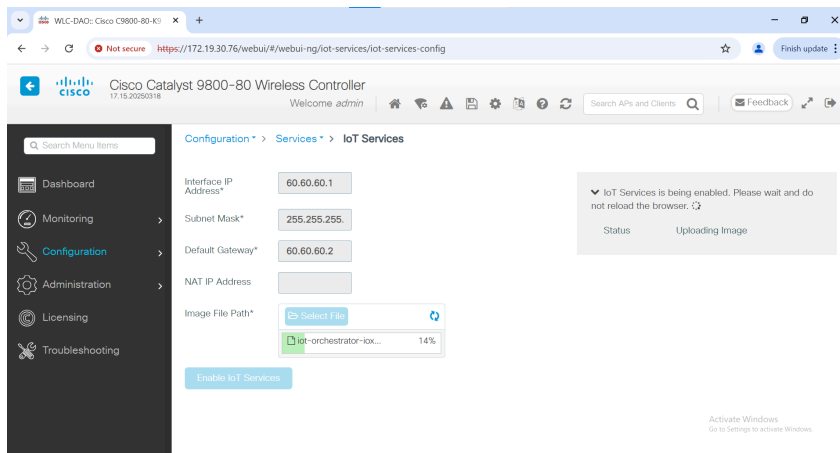 WLC-DAO:: Cisco C9800-80-K9
Not secure https://172.19.30.76/webui/#/webui-ng/iot-services/iot-services-config
Finish update
CISCO
Cisco Catalyst 9800-80 Wireless Controller
17.15.20250318
Welcome admin
Search APs and Clients
Feedback
Search Menu Items
Configuration > Services > IoT Services
Dashboard
Monitoring
Configuration
Administration
Licensing
Troubleshooting
Interface IP
Address*
60.60.60.1
Subnet Mask*
255.255.255.
Default Gateway*
60.60.60.2
NAT IP Address
Image File Path*
Select File
iot-orchestrator-iox... 14%
Enable IoT Services
IoT Services is being enabled. Please wait and do
not reload the browser.
Status Uploading Image
Activate Windows
Go to Settings to activate Windows.